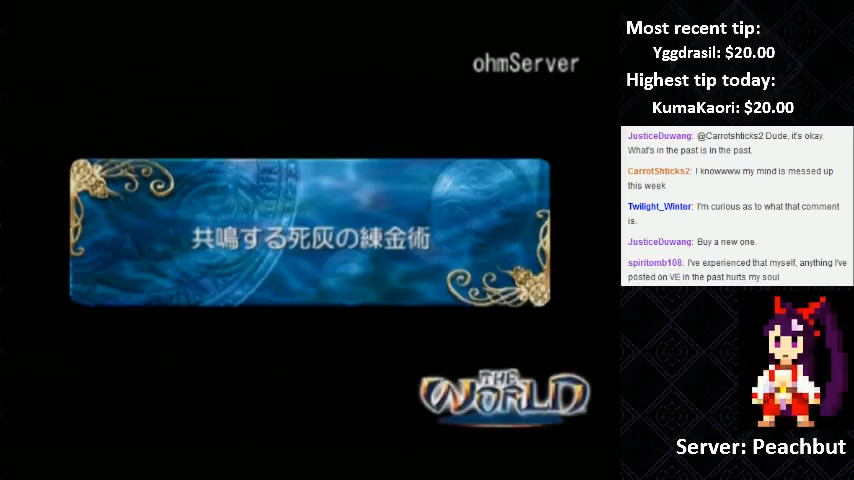 ohmServer
共鳴する死灰の練金術
THE
WORLD
Most recent tip:
Yggdrasil: $20.00
Highest tip today:
KumaKaori: $20.00
JusticeDuwang: @Carrotshticks2 Dude, it's okay.
What's in the past is in the past.
CarrotShticks2: I knowwww my mind is messed up
this week
Twilight_Winter: I'm curious as to what that comment
is.
JusticeDuwang: Buy a new one.
spiritomb108: I've experienced that myself, anything I've
posted on VE in the past hurts my soul
Server: Peachbut